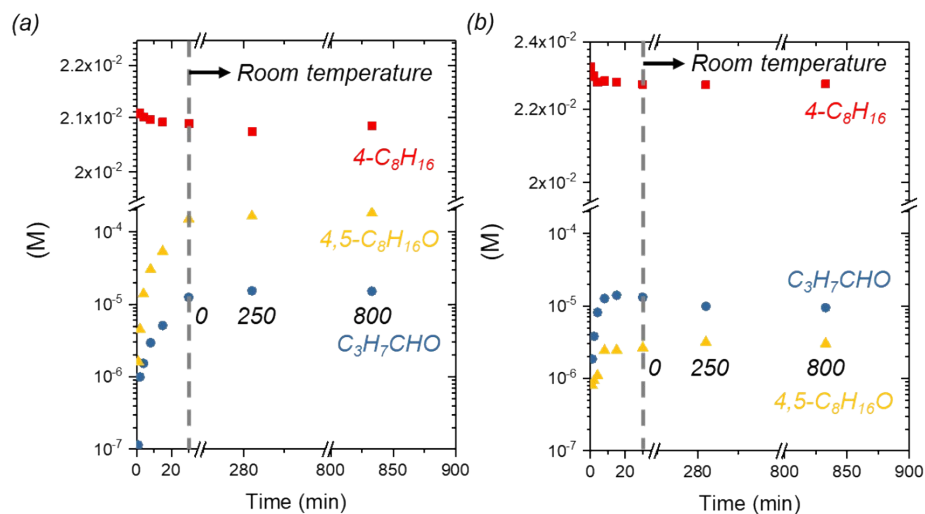 (a)
2.2x10⁻²
2.1x10⁻²
2x10⁻²
10⁻⁴
10⁻⁵
10⁻⁶
10⁻⁷
(M)
Room temperature
4-C₈H₁₆
4,5-C₈H₁₆O
0 250 800
C₃H₇CHO
0 20 280 800 900
Time (min)
(b)
2.4x10⁻²
2.2x10⁻²
2x10⁻²
10⁻⁴
10⁻⁵
10⁻⁶
10⁻⁷
(M)
Room temperature
4-C₈H₁₆
C₃H₇CHO
0 250 800
4,5-C₈H₁₆O
0 20 280 800 900
Time (min)